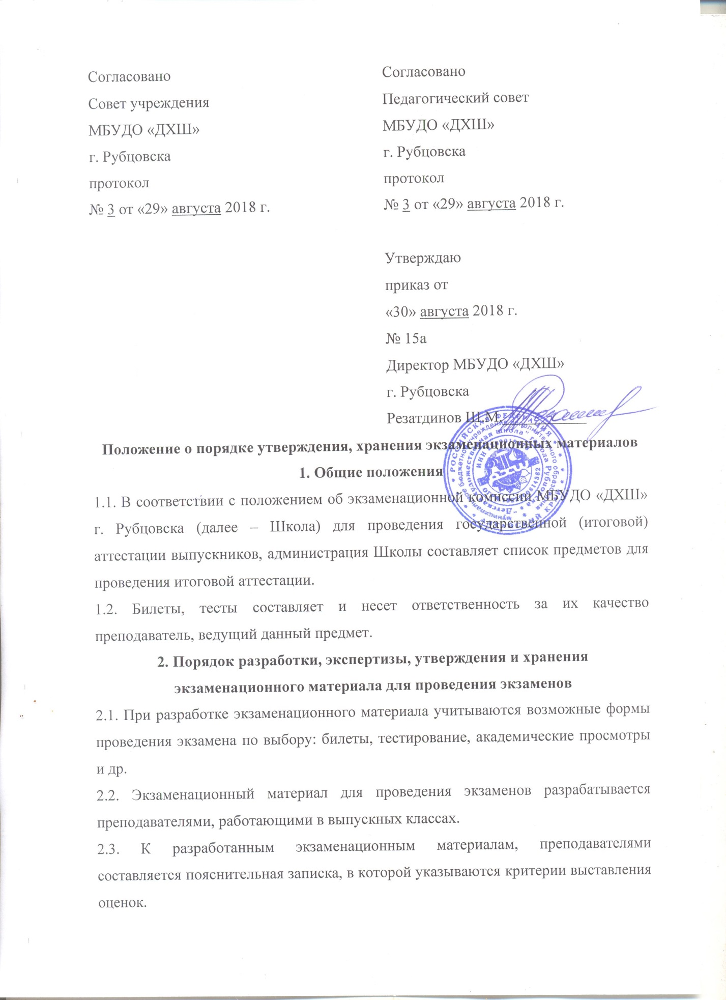 Согласовано
Совет учреждения
МБУДО «ДХШ»
г. Рубцовска
протокол
№ 3 от «29» августа 2018 г.
Согласовано
Педагогический совет
МБУДО «ДХШ»
г. Рубцовска
протокол
№ 3 от «29» августа 2018 г.
Утверждаю
приказ от
«30» августа 2018 г.
№ 15а
Директор МБУДО «ДХШ»
г. Рубцовска
Резатдинов Ш.М.
РОССИЙСКАЯ ФЕДЕРАЦИЯ
АЛТАЙСКИЙ КРАЙ
Положение о порядке утверждения, хранения экзаменационных материалов
1. Общие положения
1.1. В соответствии с положением об экзаменационной комиссии МБУДО «ДХШ»
г. Рубцовска (далее – Школа) для проведения государственной (итоговой)
аттестации выпускников, администрация Школы составляет список предметов для
проведения итоговой аттестации.
1.2. Билеты, тесты составляет и несет ответственность за их качество
преподаватель, ведущий данный предмет.
2. Порядок разработки, экспертизы, утверждения и хранения
экзаменационного материала для проведения экзаменов
2.1. При разработке экзаменационного материала учитываются возможные формы
проведения экзамена по выбору: билеты, тестирование, академические просмотры
и др.
2.2. Экзаменационный материал для проведения экзаменов разрабатывается
преподавателями, работающими в выпускных классах.
2.3. К разработанным экзаменационным материалам, преподавателями
составляется пояснительная записка, в которой указываются критерии выставления
оценок.